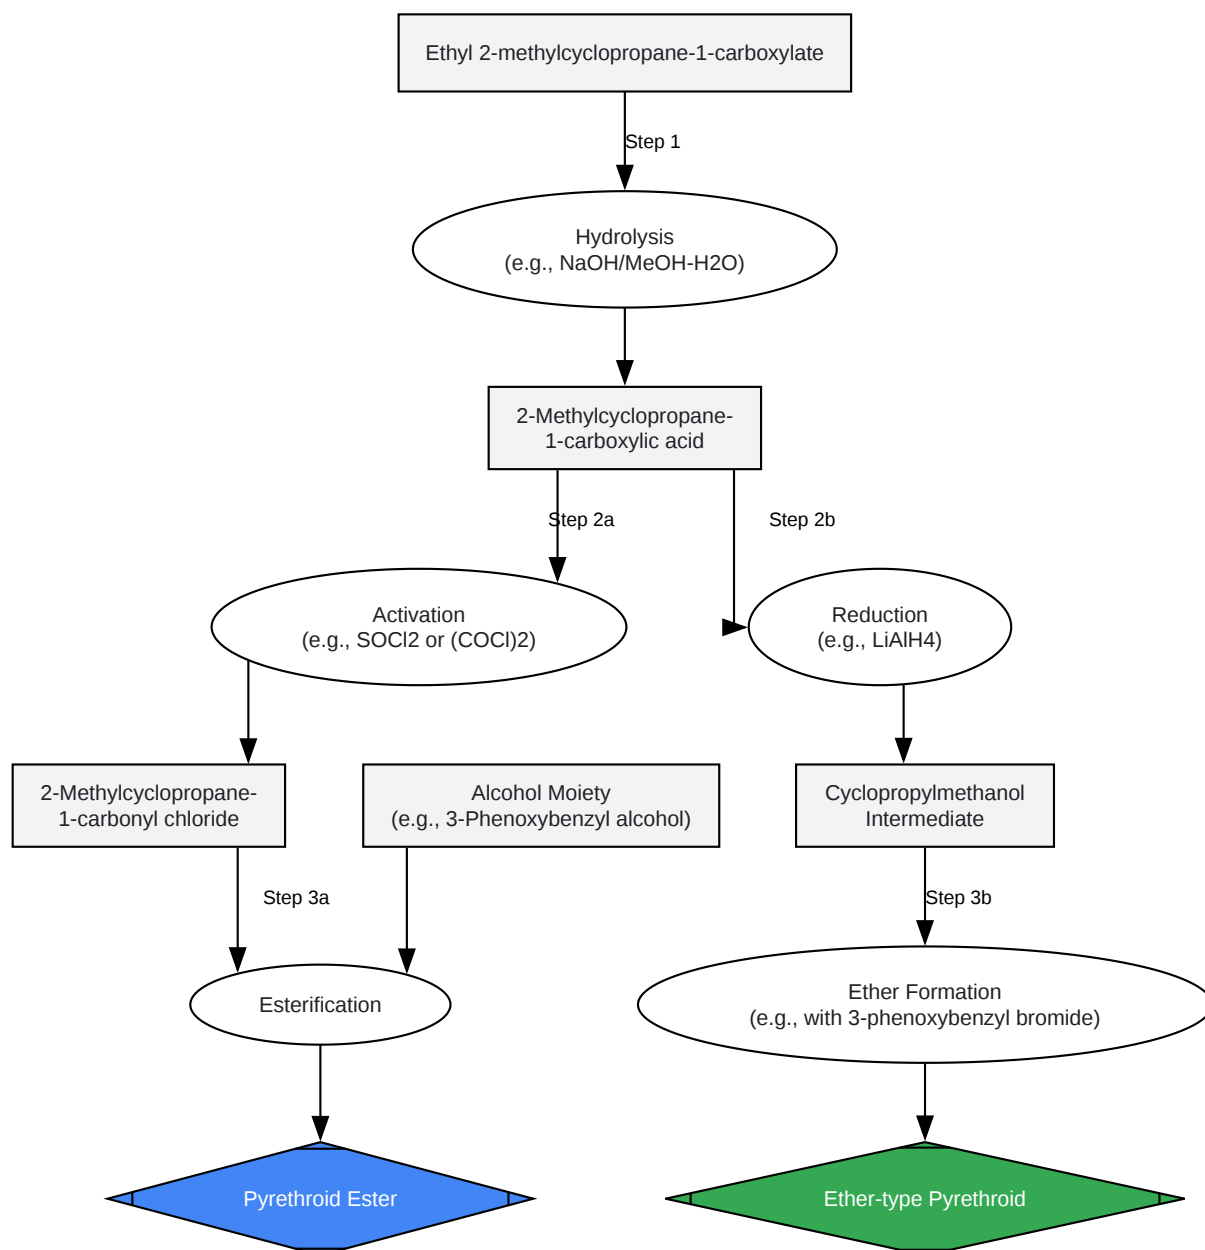 Ethyl 2-methylcyclopropane-1-carboxylate
Step 1
Hydrolysis
(e.g., NaOH/MeOH-H2O)
2-Methylcyclopropane-
1-carboxylic acid
Step 2a
Step 2b
Activation
(e.g., SOCl2 or (COCl)2)
Reduction
(e.g., LiAlH4)
2-Methylcyclopropane-
1-carbonyl chloride
Alcohol Moiety
(e.g., 3-Phenoxybenzyl alcohol)
Cyclopropylmethanol
Intermediate
Step 3a
Step 3b
Esterification
Ether Formation
(e.g., with 3-phenoxybenzyl bromide)
Pyrethroid Ester
Ether-type Pyrethroid